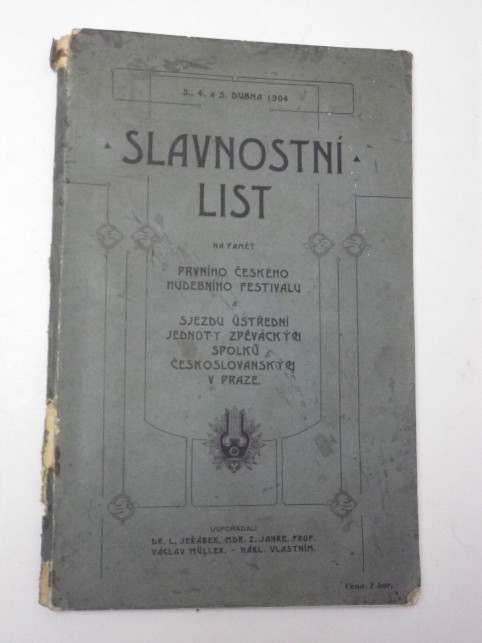 3., 4. A 5. DUBNA 1904
SLAVNOSTNÍ
LIST
NA PAMĚŤ
PRVNÍHO ČESKÉHO
HUDEBNÍHO FESTIVALU
A
SJEZDU ÚSTŘEDNÍ
JEDNOTY ZPĚVÁCKÝCH
SPOLKŮ
ČESKOSLOVANSKÝCH
V PRAZE.
USPOŘÁDALI
DR. L. JEŘÁBEK, MDR. Z. JANKE, PROF.
VÁCLAV MÜLLER. - NÁKL. VLASTNÍM.
Cena 1 kor.